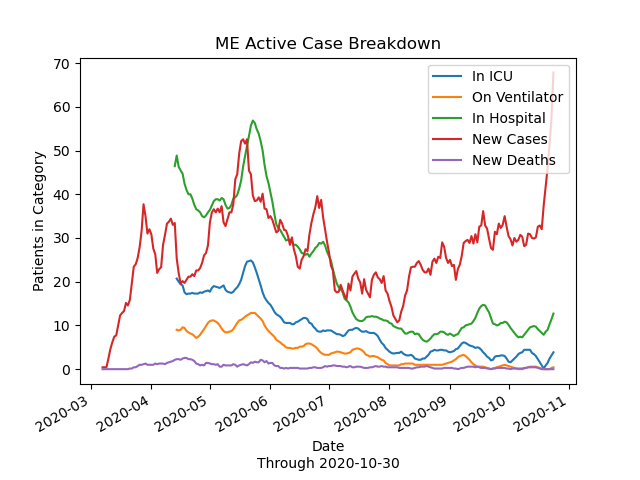 ME Active Case Breakdown
70
60
50
40
30
20
10
0
Patients in Category
In ICU
On Ventilator
In Hospital
New Cases
New Deaths
2020-03
2020-04
2020-05
2020-06
2020-07
2020-08
2020-09
2020-10
2020-11
Date
Through 2020-10-30